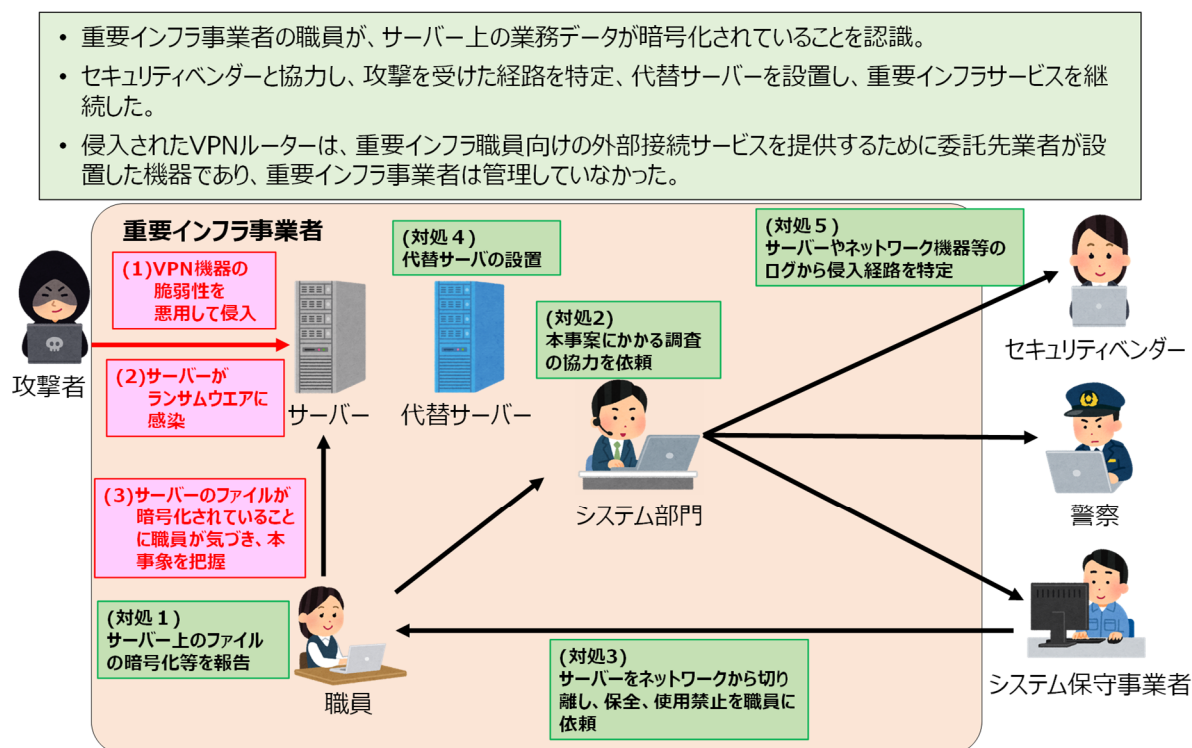 • 重要インフラ事業者の職員が、サーバー上の業務データが暗号化されていることを認識。
• セキュリティベンダーと協力し、攻撃を受けた経路を特定、代替サーバーを設置し、重要インフラサービスを継
続した。
• 侵入されたVPNルーターは、重要インフラ職員向けの外部接続サービスを提供するために委託先業者が設
置した機器であり、重要インフラ事業者は管理していなかった。
重要インフラ事業者
(1)VPN機器の
脆弱性を
悪用して侵入
攻撃者
(2)サーバーが
ランサムウエアに
感染
サーバー
(対処４)
代替サーバの設置
代替サーバー
(対処2)
本事案にかかる調査
の協力を依頼
システム部門
(対処５)
サーバーやネットワーク機器等の
ログから侵入経路を特定
セキュリティベンダー
警察
(3)サーバーのファイルが
暗号化されていること
に職員が気づき、本
事象を把握
(対処１)
サーバー上のファイル
の暗号化等を報告
職員
(対処3)
サーバーをネットワークから切り
離し、保全、使用禁止を職員に
依頼
システム保守事業者